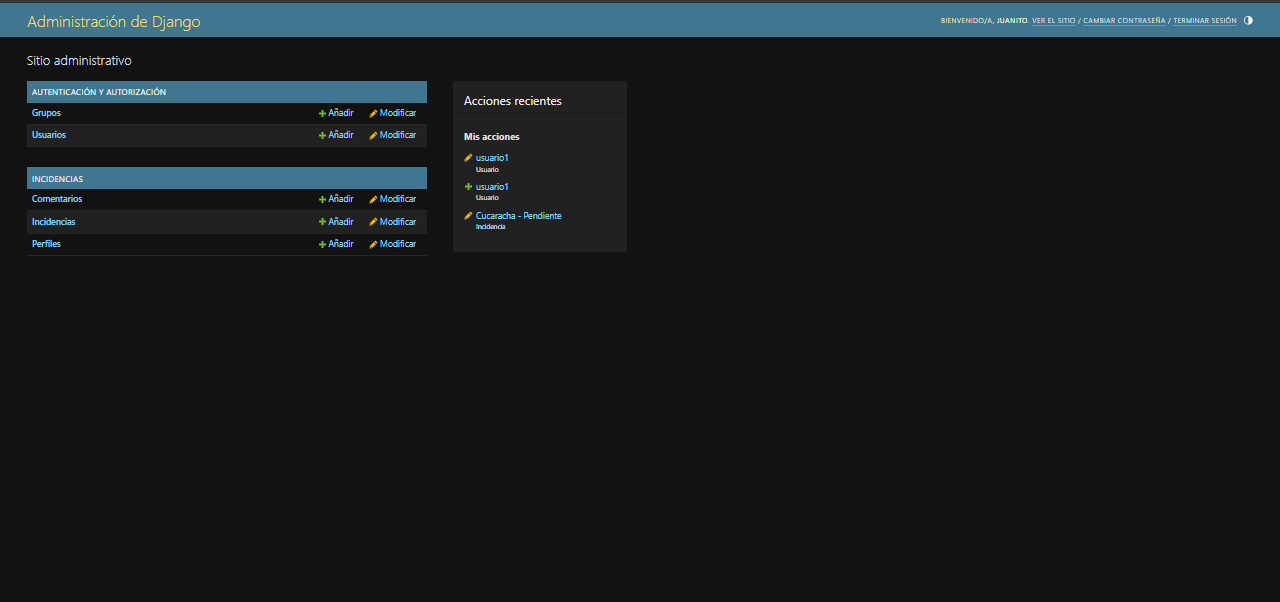 Administración de Django
BIENVENIDO/A, JUANITO. VER EL SITIO / CAMBIAR CONTRASEÑA / TERMINAR SESIÓN
Sitio administrativo
AUTENTICACIÓN Y AUTORIZACIÓN
Grupos Añadir Modificar
Usuarios Añadir Modificar
INCIDENCIAS
Comentarios Añadir Modificar
Incidencias Añadir Modificar
Perfiles Añadir Modificar
Acciones recientes
Mis acciones
usuario1
Usuario
usuario1
Usuario
Cucaracha - Pendiente
Incidencia